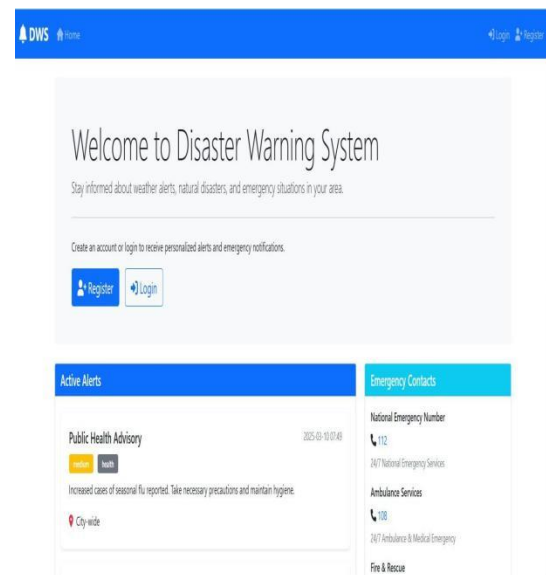 DWS Home Login Register
Welcome to Disaster Warning System
Stay informed about weather alerts, natural disasters, and emergency situations in your area.
Create an account or login to receive personalized alerts and emergency notifications.
Register Login
Active Alerts
Public Health Advisory 2025-03-10 07:49
medium health
Increased cases of seasonal flu reported. Take necessary precautions and maintain hygiene.
City-wide
Emergency Contacts
National Emergency Number
112
24/7 National Emergency Services
Ambulance Services
108
24/7 Ambulance & Medical Emergency
Fire & Rescue